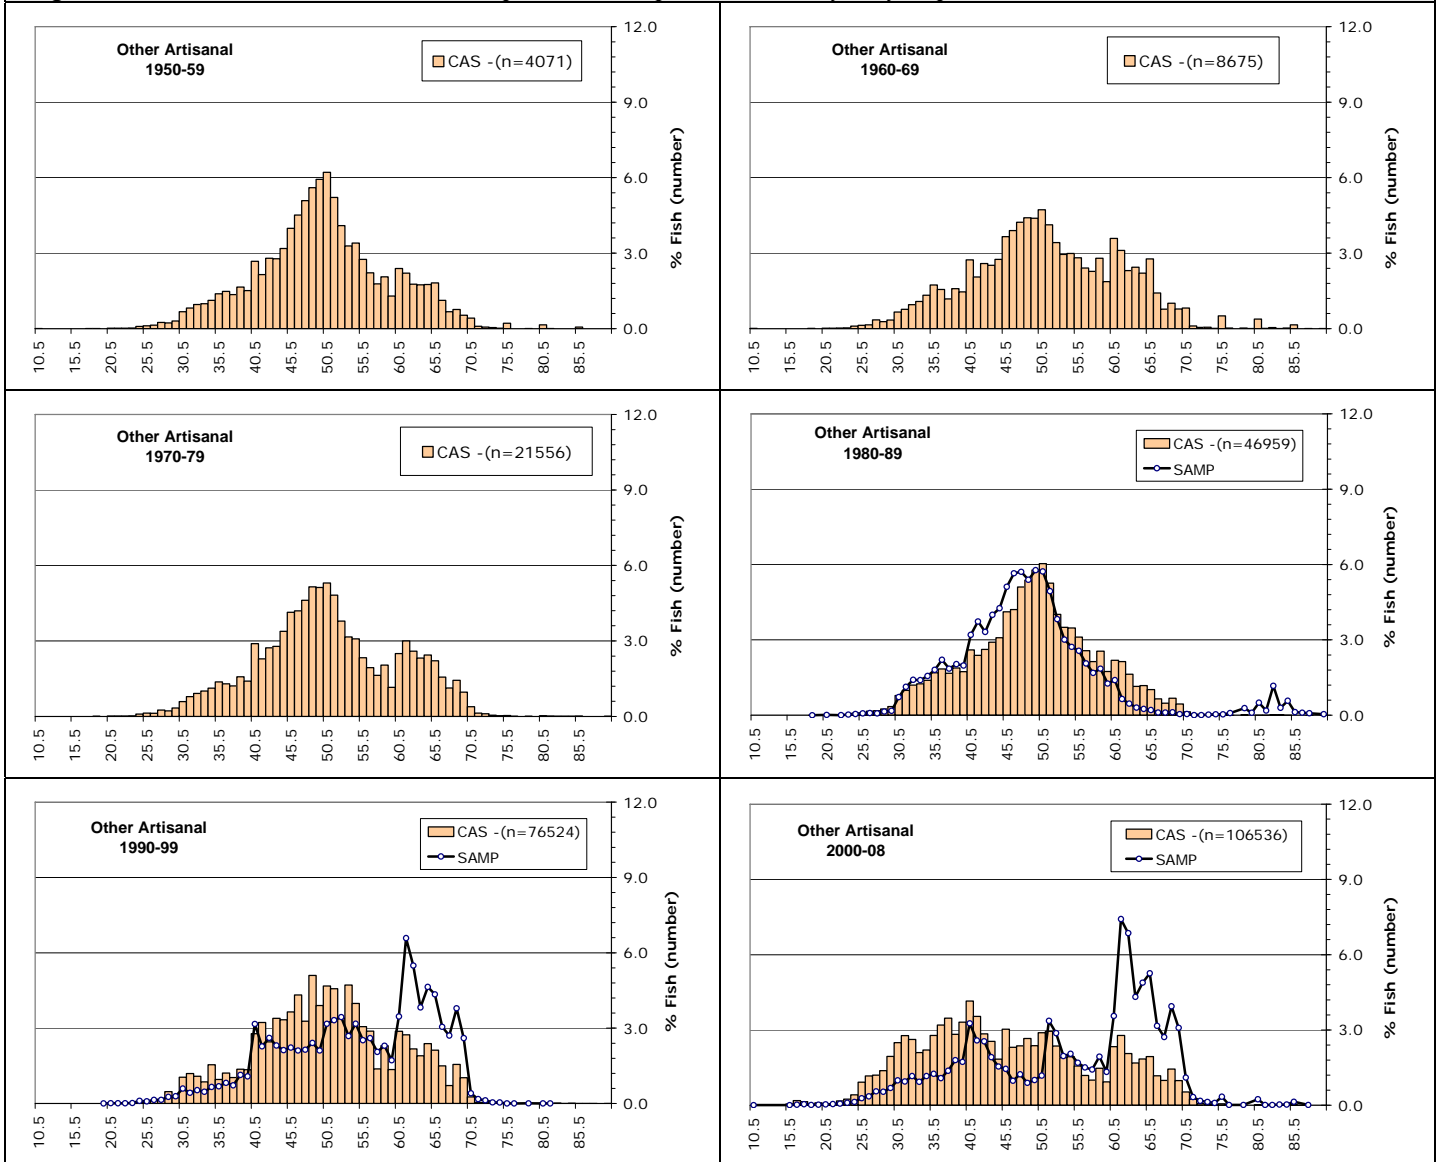 Other Artisanal
1950-59
CAS -(n=4071)
12.0
9.0
6.0
3.0
0.0
% Fish (number)
10.5 15.5 20.5 25.5 30.5 35.5 40.5 45.5 50.5 55.5 60.5 65.5 70.5 75.5 80.5 85.5
Other Artisanal
1960-69
CAS -(n=8675)
12.0
9.0
6.0
3.0
0.0
% Fish (number)
10.5 15.5 20.5 25.5 30.5 35.5 40.5 45.5 50.5 55.5 60.5 65.5 70.5 75.5 80.5 85.5
Other Artisanal
1970-79
CAS -(n=21556)
12.0
9.0
6.0
3.0
0.0
% Fish (number)
10.5 15.5 20.5 25.5 30.5 35.5 40.5 45.5 50.5 55.5 60.5 65.5 70.5 75.5 80.5 85.5
Other Artisanal
1980-89
CAS -(n=46959)
SAMP
12.0
9.0
6.0
3.0
0.0
% Fish (number)
10.5 15.5 20.5 25.5 30.5 35.5 40.5 45.5 50.5 55.5 60.5 65.5 70.5 75.5 80.5 85.5
Other Artisanal
1990-99
CAS -(n=76524)
SAMP
12.0
9.0
6.0
3.0
0.0
% Fish (number)
10.5 15.5 20.5 25.5 30.5 35.5 40.5 45.5 50.5 55.5 60.5 65.5 70.5 75.5 80.5 85.5
Other Artisanal
2000-08
CAS -(n=106536)
SAMP
12.0
9.0
6.0
3.0
0.0
% Fish (number)
10.5 15.5 20.5 25.5 30.5 35.5 40.5 45.5 50.5 55.5 60.5 65.5 70.5 75.5 80.5 85.5